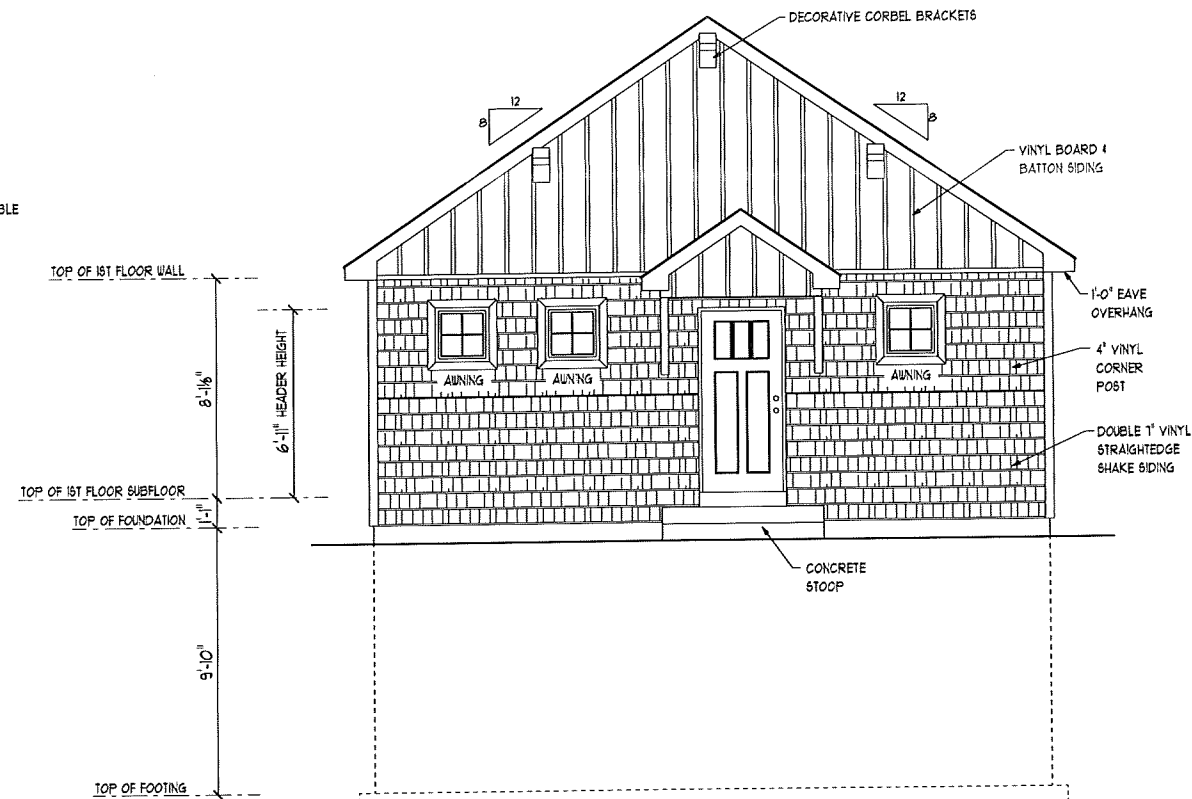 DECORATIVE CORBEL BRACKETS
12
8
12
8
VINYL BOARD &
BATTON SIDING
BLE
TOP OF 1ST FLOOR WALL
1'-0" EAVE
OVERHANG
6'-11" HEADER HEIGHT
8'-1⅛"
4" VINYL
CORNER
POST
AWNING
AWNING
AWNING
DOUBLE 7" VINYL
STRAIGHTEDGE
SHAKE SIDING
TOP OF 1ST FLOOR SUBFLOOR
1'-1"
TOP OF FOUNDATION
CONCRETE
STOOP
9'-10"
TOP OF FOOTING